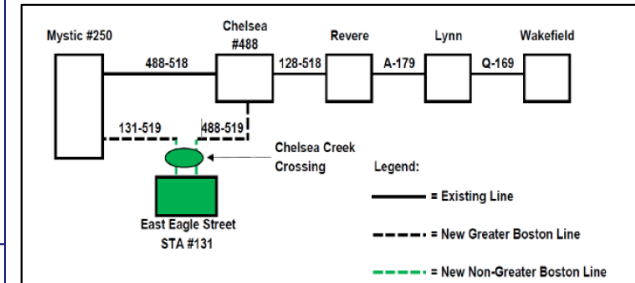 Mystic #250
Chelsea
#488
Revere
Lynn
Wakefield
488-518
128-518
A-179
Q-169
131-519
488-519
Chelsea Creek
Crossing
East Eagle Street
STA #131
Legend:
= Existing Line
= New Greater Boston Line
= New Non-Greater Boston Line